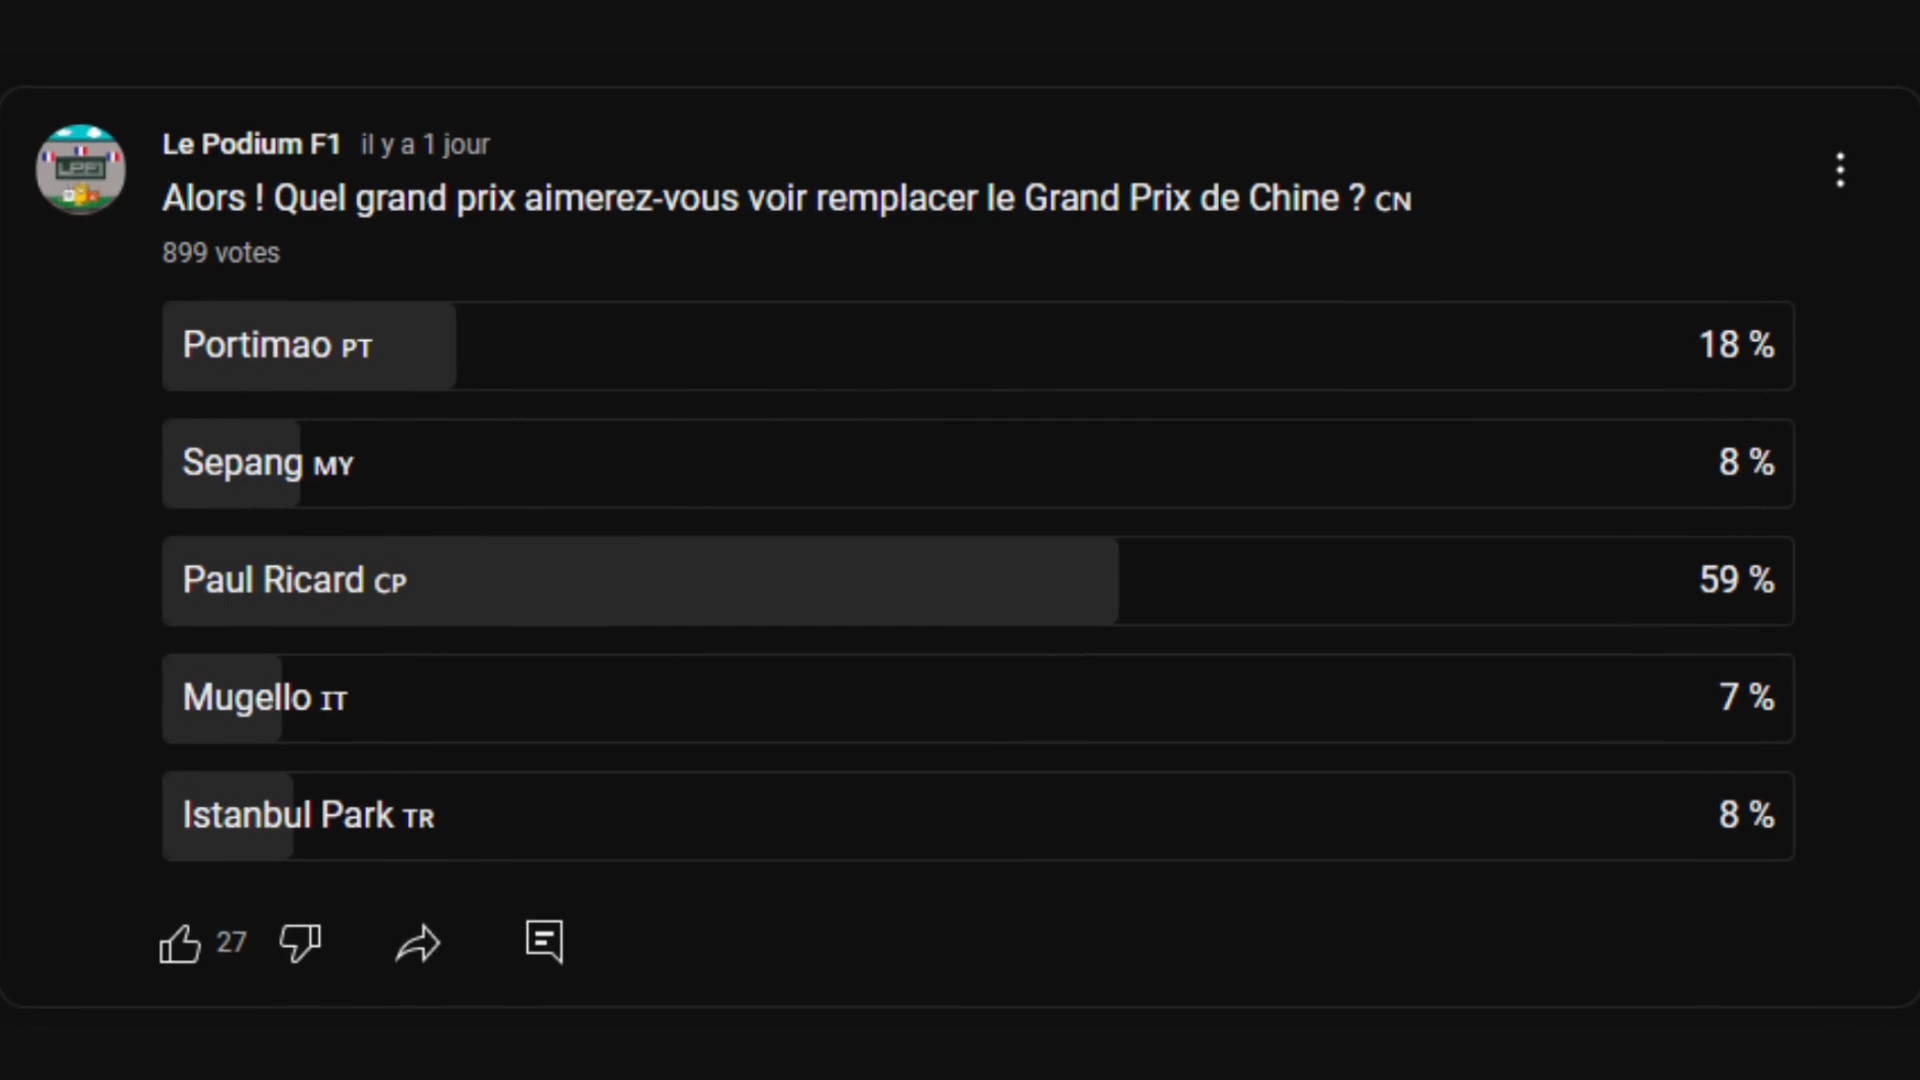 Le Podium F1 il y a 1 jour
Alors ! Quel grand prix aimerez-vous voir remplacer le Grand Prix de Chine ? CN
899 votes
Portimao PT 18 %
Sepang MY 8 %
Paul Ricard CP 59 %
Mugello IT 7 %
Istanbul Park TR 8 %
27